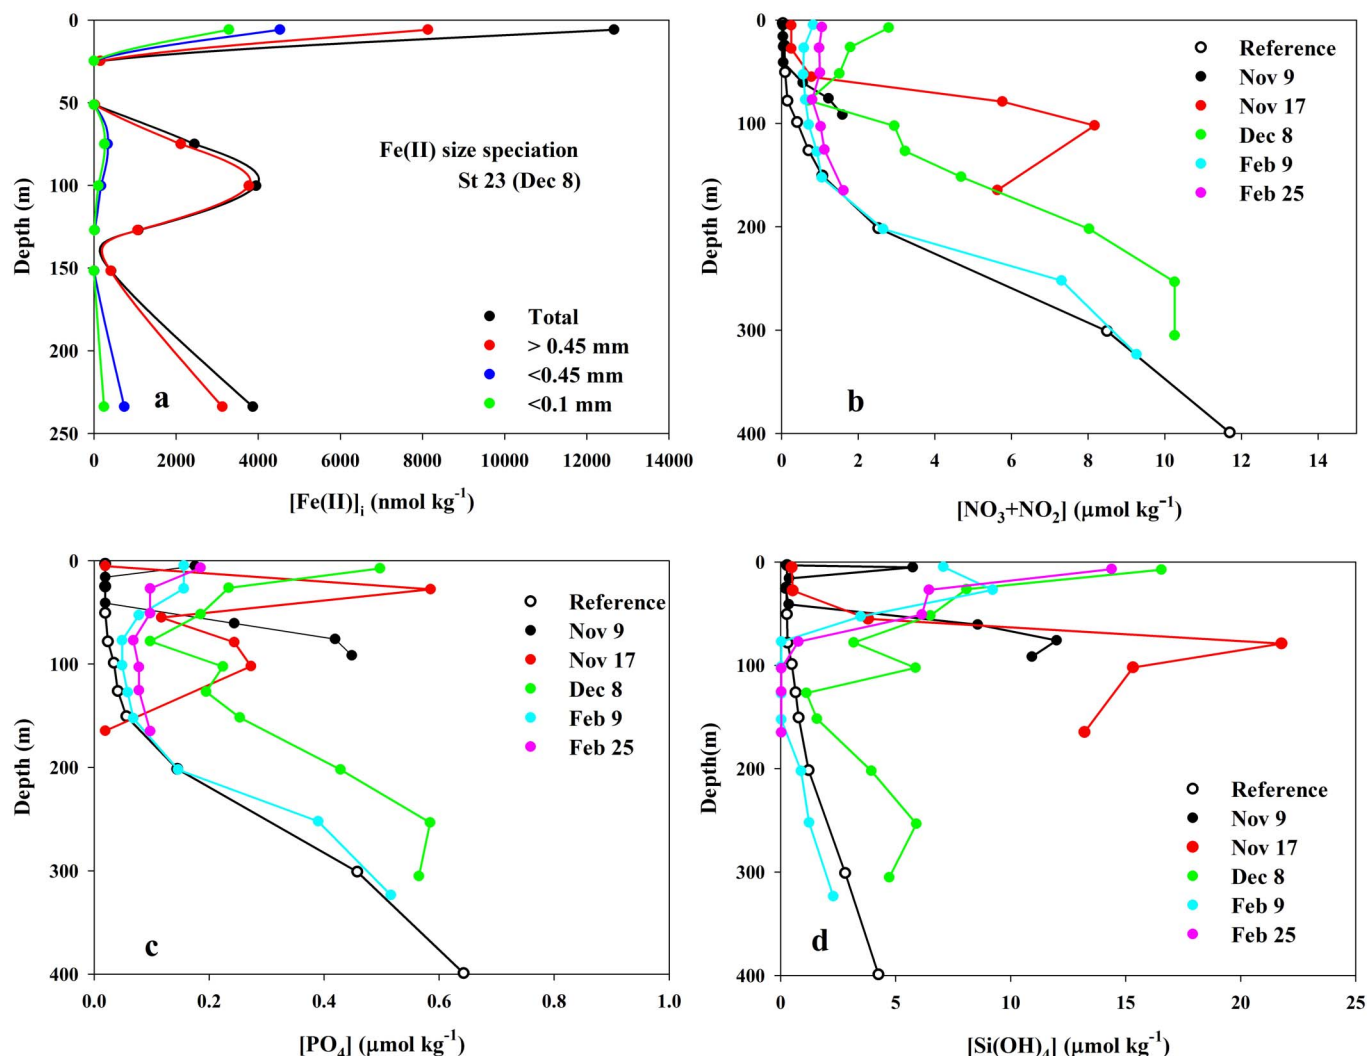 0
50
100
150
200
250
Depth (m)
0
2000
4000
6000
8000
10000
12000
14000
[Fe(II)]i (nmol kg-1)
Fe(II) size speciation
St 23 (Dec 8)
Total
> 0.45 mm
<0.45 mm
<0.1 mm
a
0
100
200
300
400
Depth (m)
0
2
4
6
8
10
12
14
[NO3+NO2] (μmol kg-1)
Reference
Nov 9
Nov 17
Dec 8
Feb 9
Feb 25
b
0
100
200
300
400
Depth (m)
0.0
0.2
0.4
0.6
0.8
1.0
[PO4] (μmol kg-1)
Reference
Nov 9
Nov 17
Dec 8
Feb 9
Feb 25
c
0
100
200
300
400
Depth(m)
0
5
10
15
20
25
[Si(OH)4] (μmol kg-1)
Reference
Nov 9
Nov 17
Dec 8
Feb 9
Feb 25
d